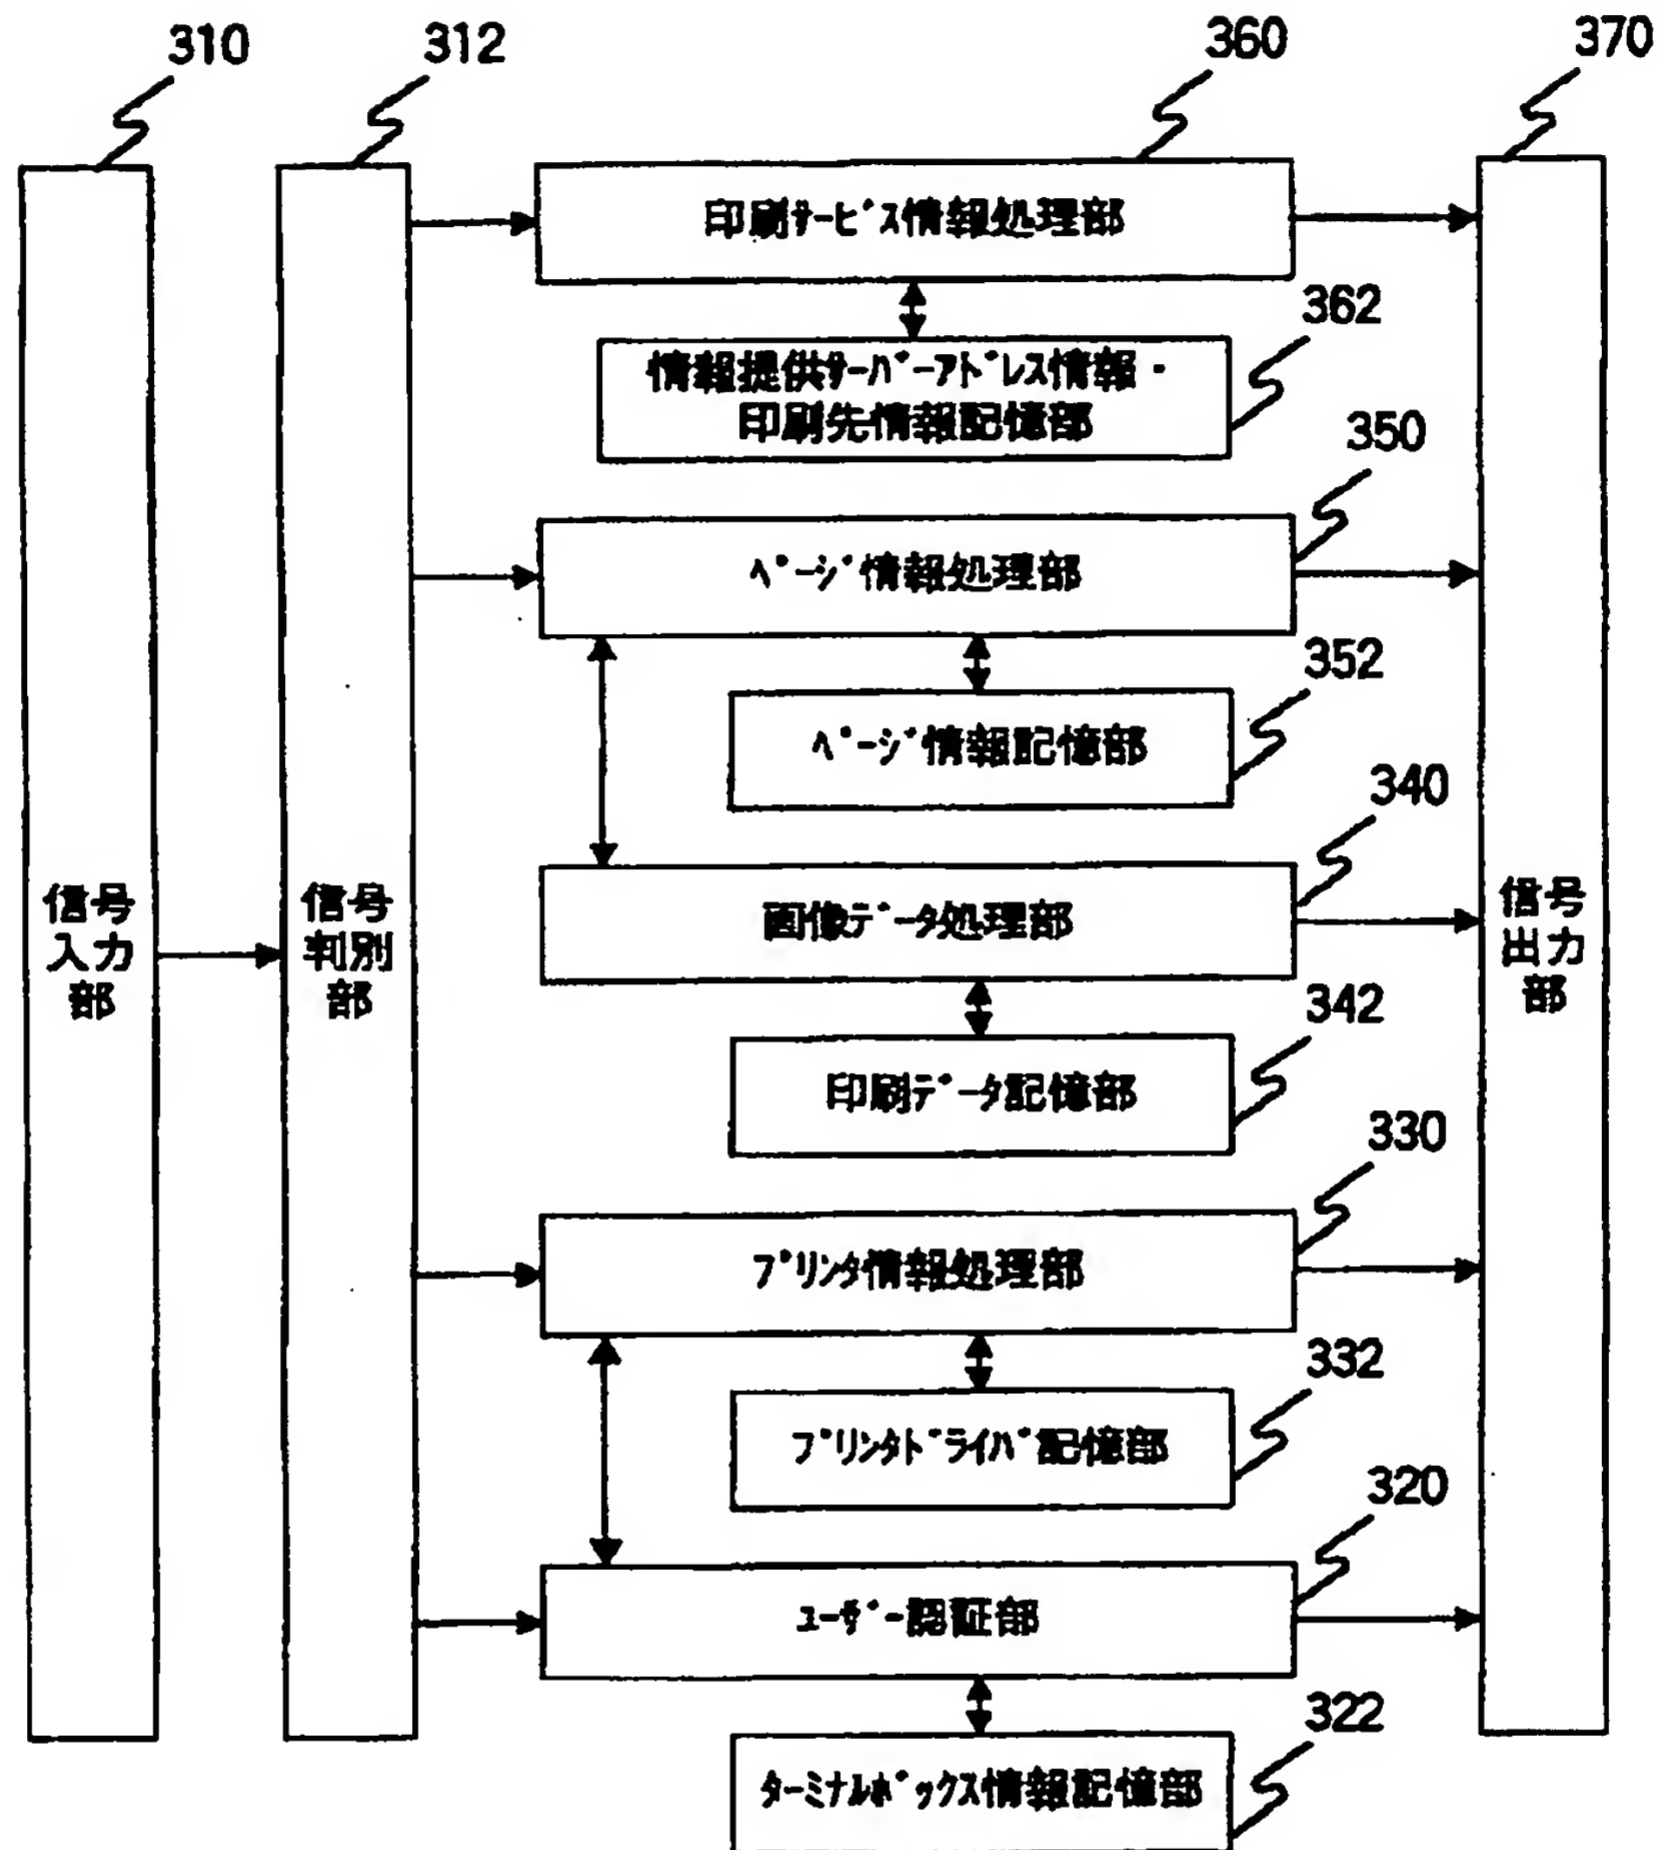 310
312
360
370
印刷ｻｰﾋﾞｽ情報処理部
362
情報提供ｻｰﾊﾞｰｱﾄﾞﾚｽ情報・
印刷先情報記憶部
350
ﾍﾟｰｼﾞ情報処理部
352
ﾍﾟｰｼﾞ情報記憶部
340
信号
入力
部
信号
判別
部
画像ﾃﾞｰﾀ処理部
信号
出力
部
342
印刷ﾃﾞｰﾀ記憶部
330
ﾌﾟﾘﾝﾀ情報処理部
332
ﾌﾟﾘﾝﾀﾄﾞﾗｲﾊﾞ記憶部
320
ﾕｰｻﾞｰ認証部
322
ﾀｰﾐﾅﾙﾎﾞｯｸｽ情報記憶部